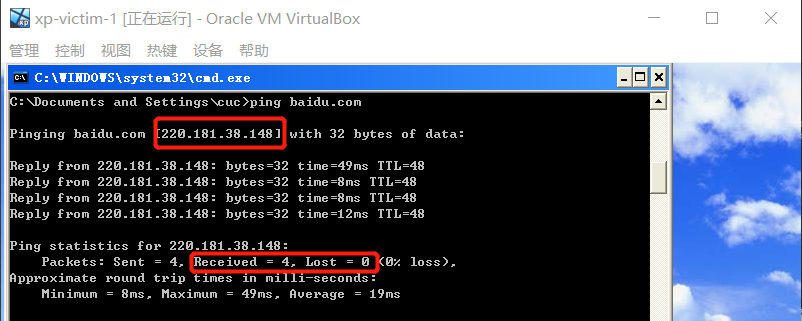 xp-victim-1 [正在运行] - Oracle VM VirtualBox
管理 控制 视图 热键 设备 帮助
C:\WINDOWS\system32\cmd.exe
C:\Documents and Settings\cuc>ping baidu.com
Pinging baidu.com [220.181.38.148] with 32 bytes of data:
Reply from 220.181.38.148: bytes=32 time=49ms TTL=48
Reply from 220.181.38.148: bytes=32 time=8ms TTL=48
Reply from 220.181.38.148: bytes=32 time=8ms TTL=48
Reply from 220.181.38.148: bytes=32 time=12ms TTL=48
Ping statistics for 220.181.38.148:
Packets: Sent = 4, Received = 4, Lost = 0 (0% loss),
Approximate round trip times in milli-seconds:
Minimum = 8ms, Maximum = 49ms, Average = 19ms